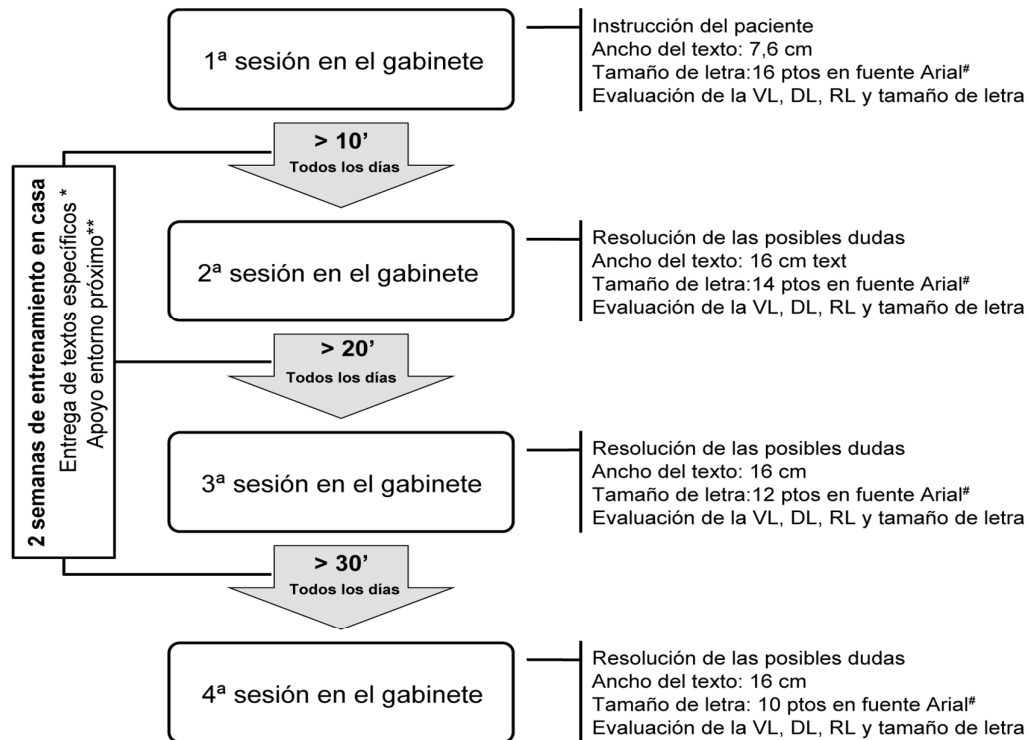 1ª sesión en el gabinete
Instrucción del paciente
Ancho del texto: 7,6 cm
Tamaño de letra:16 ptos en fuente Arial#
Evaluación de la VL, DL, RL y tamaño de letra
> 10’
Todos los días
2 semanas de entrenamiento en casa
Entrega de textos específicos *
Apoyo entorno próximo**
2ª sesión en el gabinete
Resolución de las posibles dudas
Ancho del texto: 16 cm text
Tamaño de letra:14 ptos en fuente Arial#
Evaluación de la VL, DL, RL y tamaño de letra
> 20’
Todos los días
3ª sesión en el gabinete
Resolución de las posibles dudas
Ancho del texto: 16 cm
Tamaño de letra:12 ptos en fuente Arial#
Evaluación de la VL, DL, RL y tamaño de letra
> 30’
Todos los días
4ª sesión en el gabinete
Resolución de las posibles dudas
Ancho del texto: 16 cm
Tamaño de letra: 10 ptos en fuente Arial#
Evaluación de la VL, DL, RL y tamaño de letra